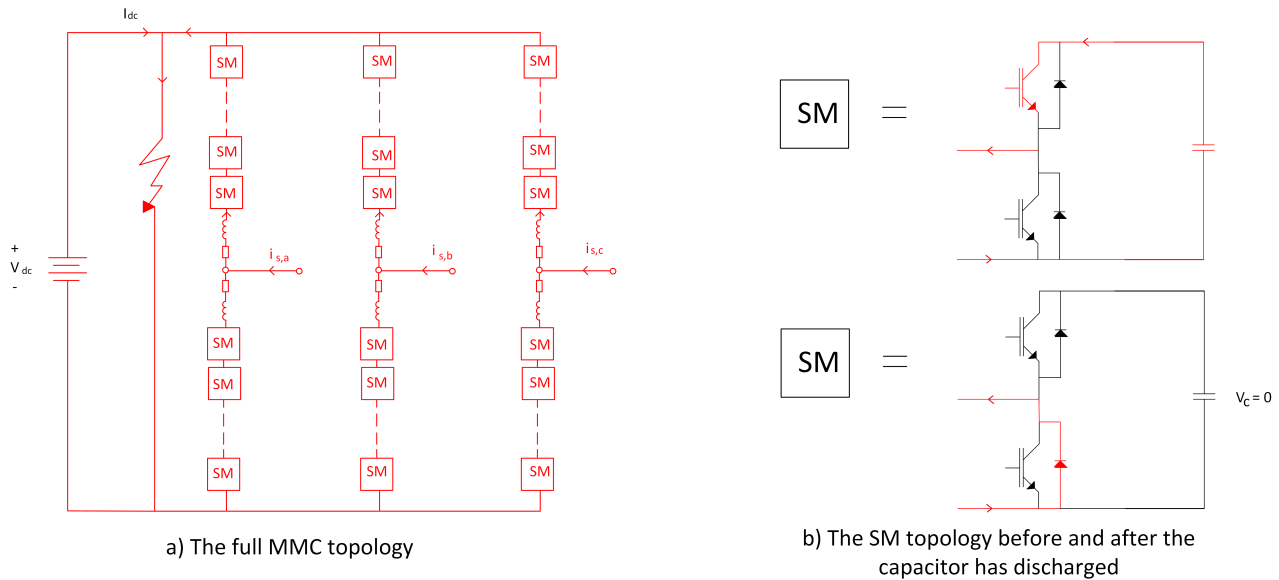 I dc
SM SM SM
SM SM SM
SM SM SM
+
V dc
-
i s,a
i s,b
i s,c
SM SM SM
SM SM SM
SM SM SM
a) The full MMC topology
SM =
SM =
Vc = 0
b) The SM topology before and after the
capacitor has discharged